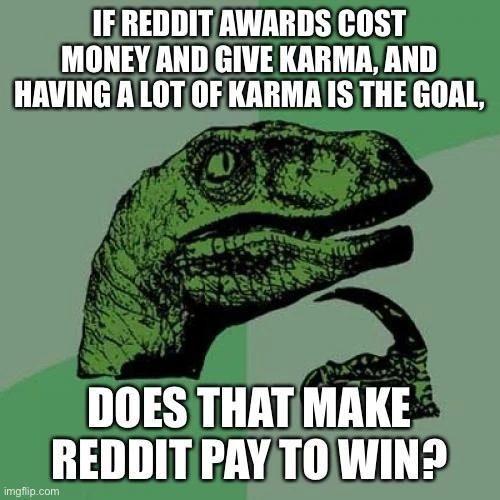 IF REDDIT AWARDS COST
MONEY AND GIVE KARMA, AND
HAVING A LOT OF KARMA IS THE GOAL,
DOES THAT MAKE
REDDIT PAY TO WIN?
imgflip.com